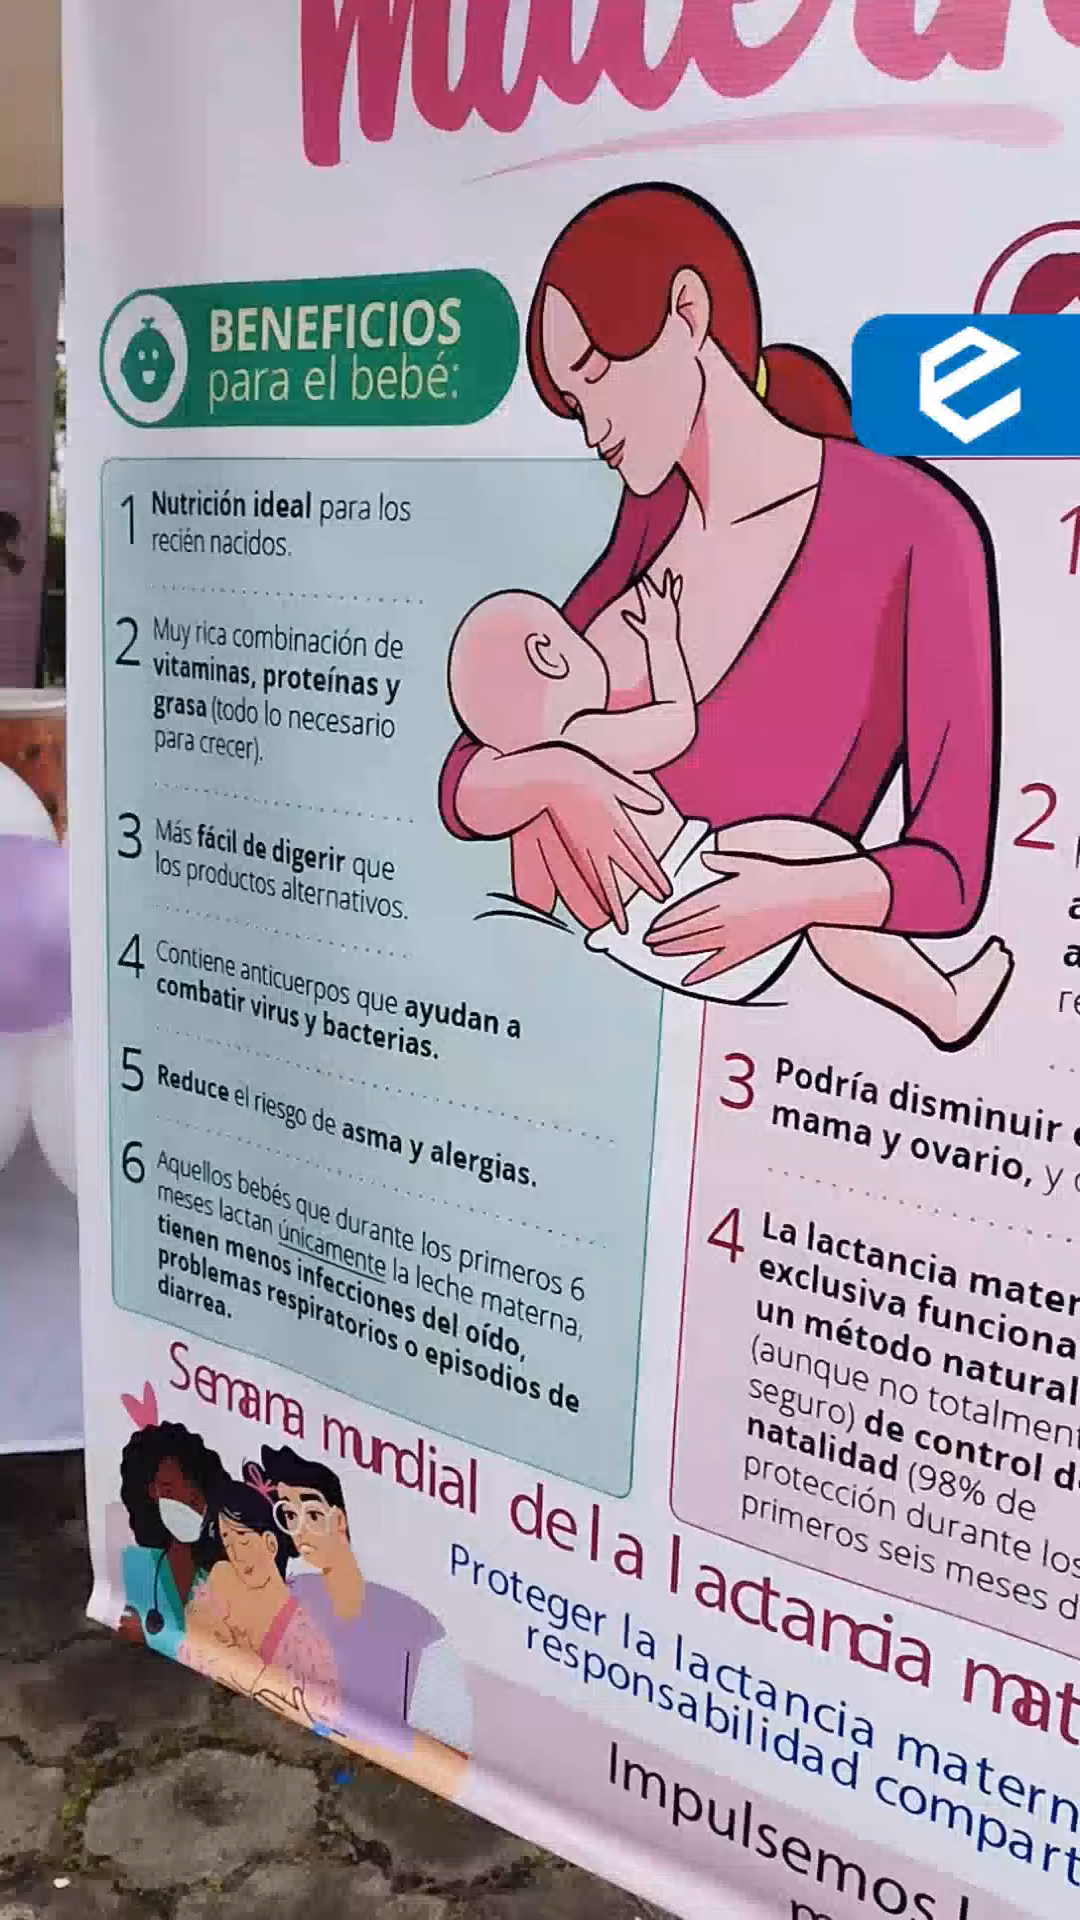 BENEFICIOS
para el bebé:
1 Nutrición ideal para los
recién nacidos.
2 Muy rica combinación de
vitaminas, proteínas y
grasa (todo lo necesario
para crecer).
3 Más fácil de digerir que
los productos alternativos.
4 Contiene anticuerpos que ayudan a
combatir virus y bacterias.
5 Reduce el riesgo de asma y alergias.
6 Aquellos bebés que durante los primeros 6
meses lactan únicamente la leche materna,
tienen menos infecciones del oído,
problemas respiratorios o episodios de
diarrea.
1
2
3 Podría disminuir
mama y ovario, y
4 La lactancia
exclusiva funciona
un método natural
(aunque no
seguro) de control
natalidad (98% de
protección durante los
primeros seis meses
Semana mundial de la lactancia
Proteger la lactancia
responsabilidad
Impulsemos